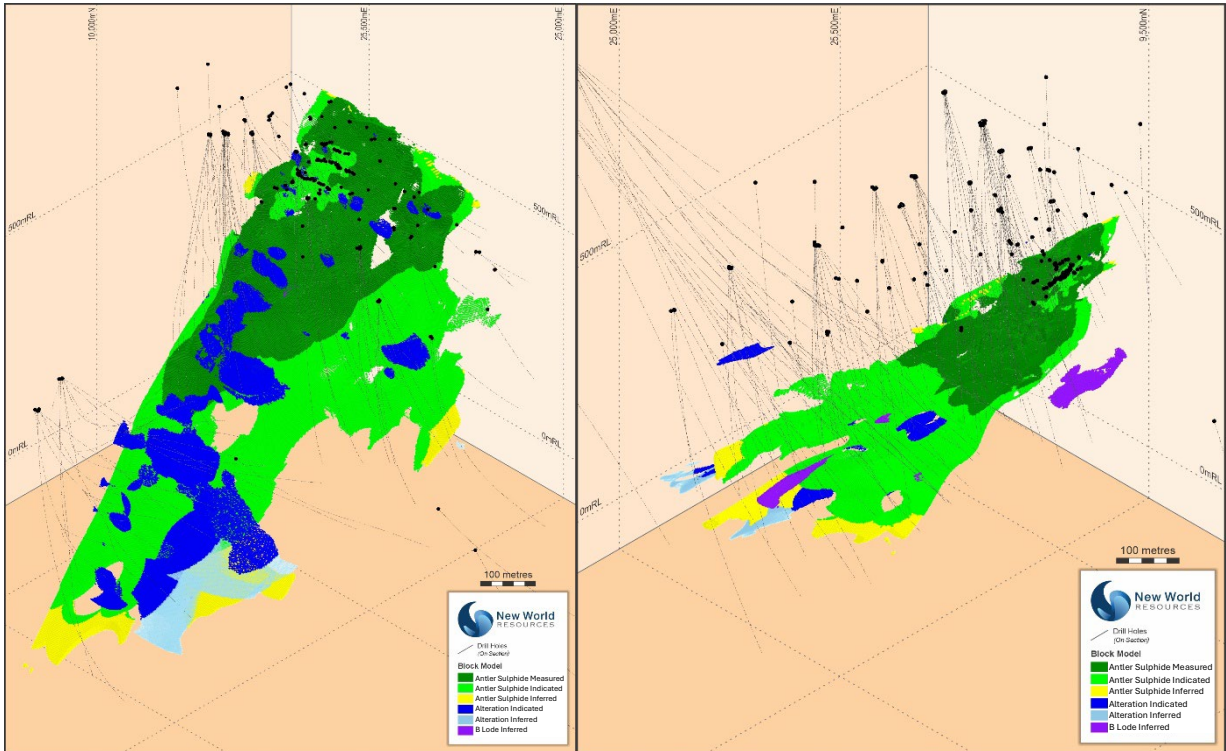 10,000mN
25,500mE
25,000mE
500mRL
500mRL
0mRL
0mRL
100 metres
New World
RESOURCES
Drill Holes
(On Section)
Block Model
Antler Sulphide Measured
Antler Sulphide Indicated
Antler Sulphide Inferred
Alteration Indicated
Alteration Inferred
B Lode Inferred
25,000mE
25,500mE
9,500mN
500mRL
500mRL
0mRL
0mRL
100 metres
New World
RESOURCES
Drill Holes
(On Section)
Block Model
Antler Sulphide Measured
Antler Sulphide Indicated
Antler Sulphide Inferred
Alteration Indicated
Alteration Inferred
B Lode Inferred